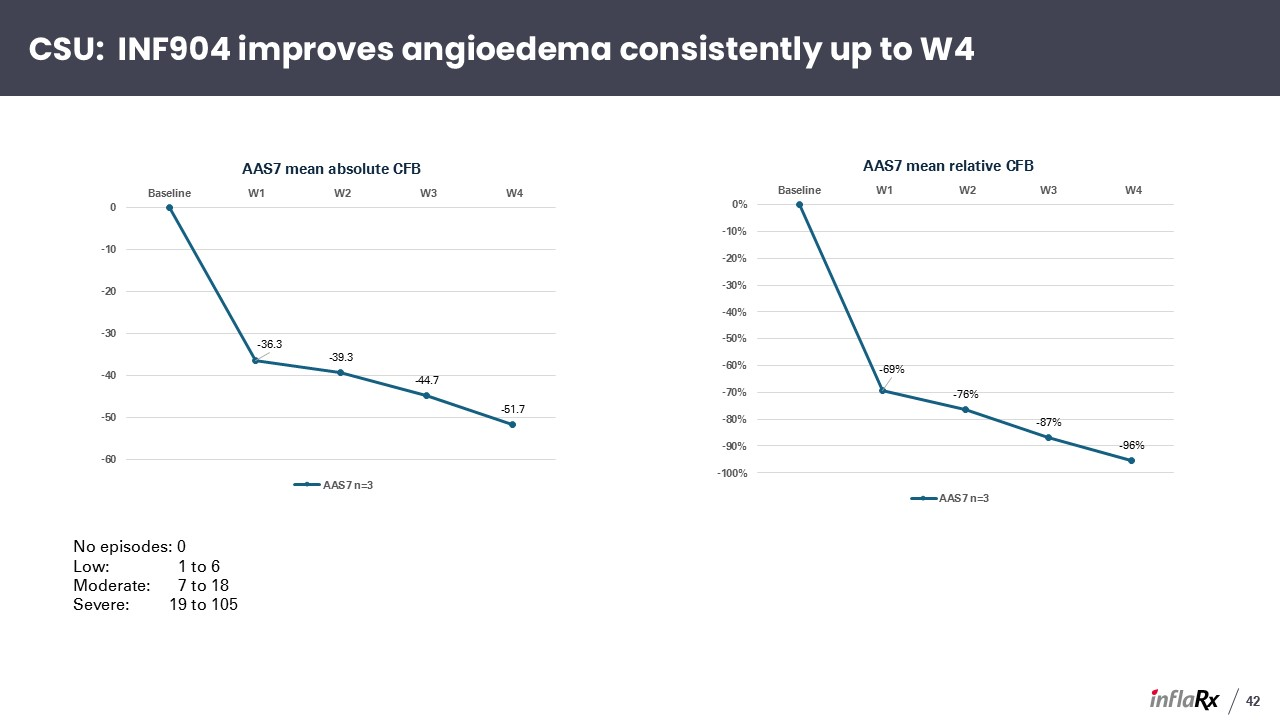 CSU:  INF904 improves angioedema consistently up to W4
AAS7 mean absolute CFB
Baseline W1 W2 W3 W4
0
-10
-20
-30
-40
-50
-60
-36.3
-39.3
-44.7
-51.7
AAS7 n=3
AAS7 mean relative CFB
Baseline W1 W2 W3 W4
0%
-10%
-20%
-30%
-40%
-50%
-60%
-70%
-80%
-90%
-100%
-69%
-76%
-87%
-96%
AAS7 n=3
No episodes: 0
Low: 1 to 6
Moderate: 7 to 18
Severe: 19 to 105
inflaRx / 42